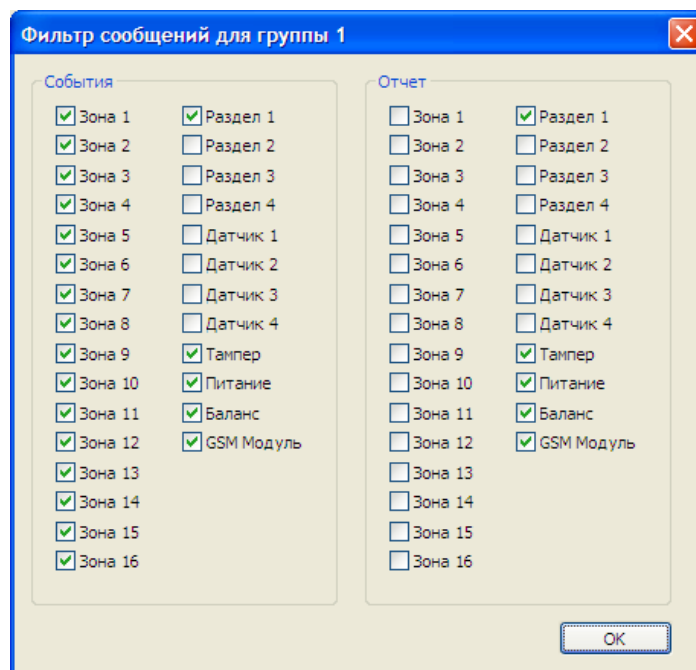 Фильтр сообщений для группы 1
События
Зона 1
Зона 2
Зона 3
Зона 4
Зона 5
Зона 6
Зона 7
Зона 8
Зона 9
Зона 10
Зона 11
Зона 12
Зона 13
Зона 14
Зона 15
Зона 16
Раздел 1
Раздел 2
Раздел 3
Раздел 4
Датчик 1
Датчик 2
Датчик 3
Датчик 4
Тампер
Питание
Баланс
GSM Модуль
Отчет
Зона 1
Зона 2
Зона 3
Зона 4
Зона 5
Зона 6
Зона 7
Зона 8
Зона 9
Зона 10
Зона 11
Зона 12
Зона 13
Зона 14
Зона 15
Зона 16
Раздел 1
Раздел 2
Раздел 3
Раздел 4
Датчик 1
Датчик 2
Датчик 3
Датчик 4
Тампер
Питание
Баланс
GSM Модуль
OK